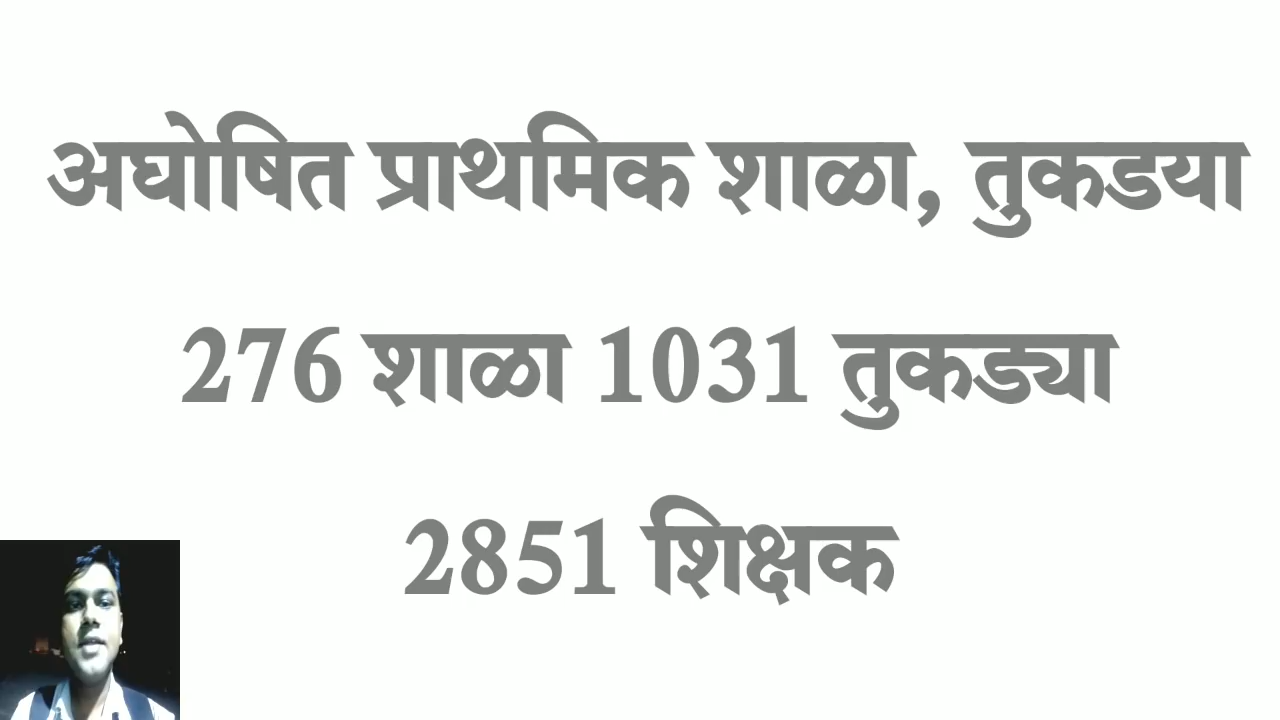 अघोषित प्राथमिक शाळा, तुकडया
276 शाळा 1031 तुकड्या
2851 शिक्षक